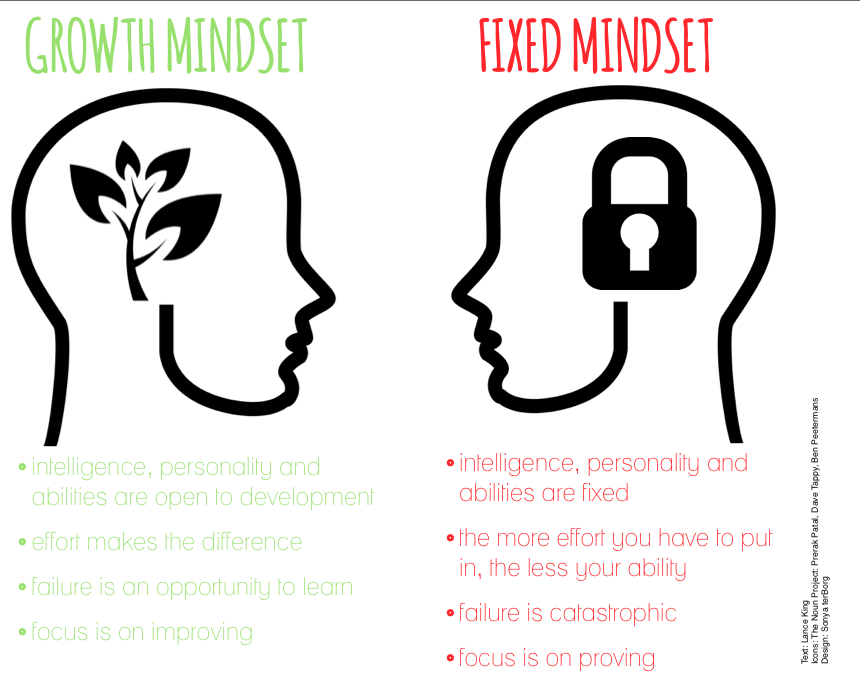 GROWTH MINDSET
intelligence, personality and
abilities are open to development
effort makes the difference
failure is an opportunity to learn
focus is on improving
FIXED MINDSET
intelligence, personality and
abilities are fixed
the more effort you have to put
in, the less your ability
failure is catastrophic
focus is on proving
Text: Lance King
Icons: The Noun Project: Prerak Patal, Dave Tappy, Ben Peetermans
Design: Sonya terBorg